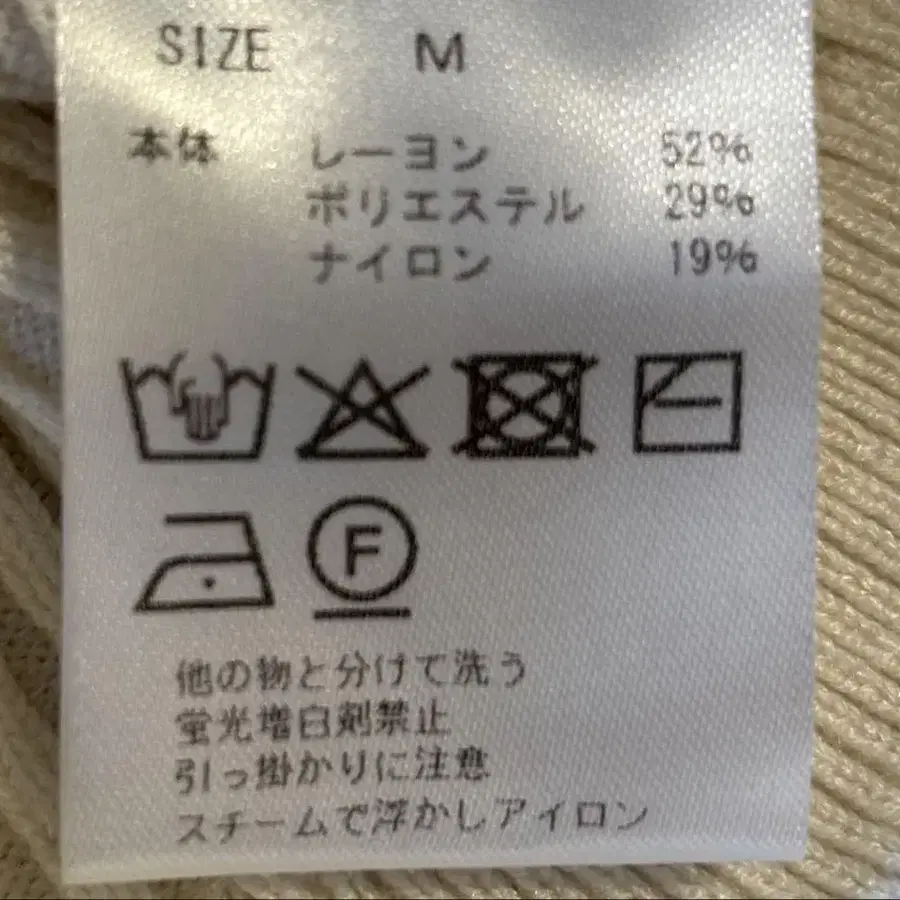 SIZE M
本体 レーヨン 52%
ポリエステル 29%
ナイロン 19%
F
他の物と分けて洗う
蛍光増白剤禁止
引っ掛かりに注意
スチームで浮かしアイロン